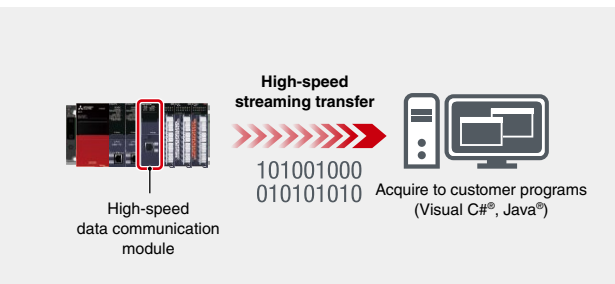 High-speed
streaming transfer
101001000
010101010
High-speed
data communication
module
Acquire to customer programs
(Visual C#®, Java®)